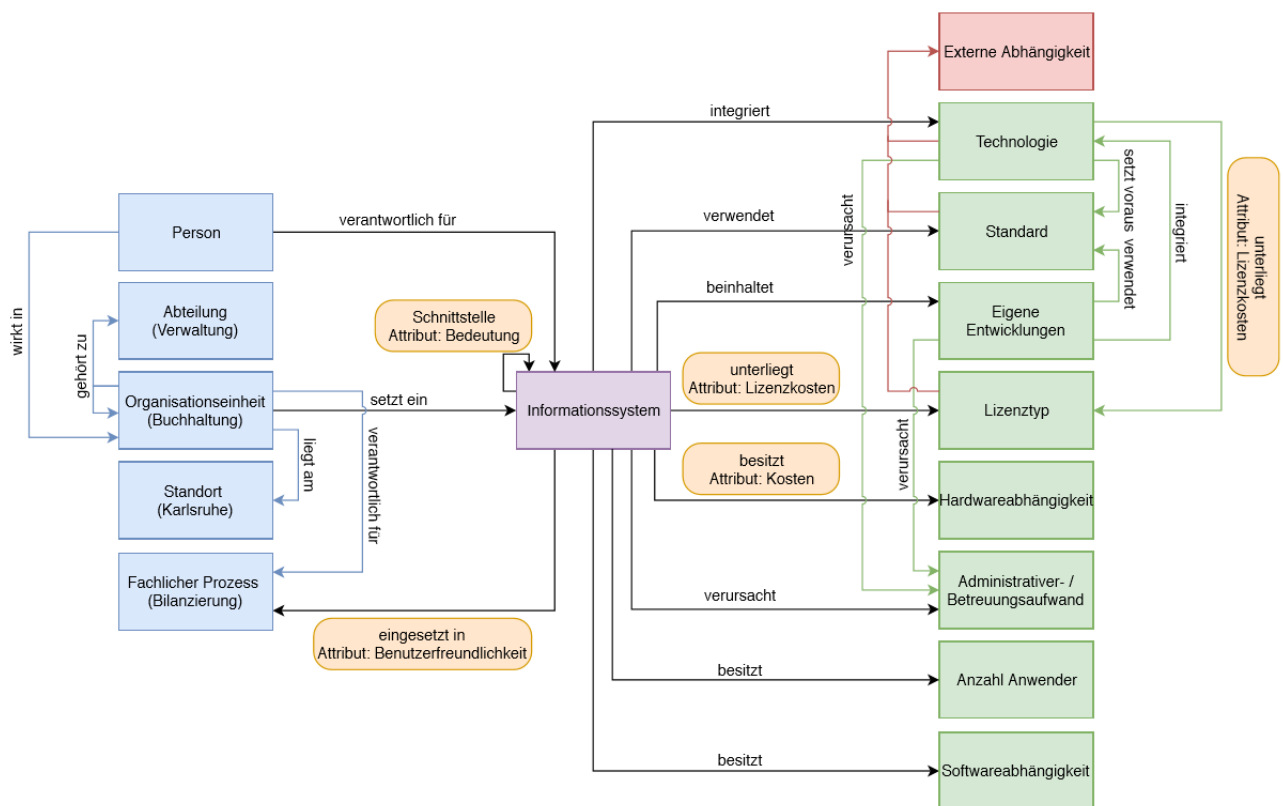 Externe Abhängigkeit
integriert
Technologie
setzt voraus
verursacht
unterliegt
Attribut: Lizenzkosten
integriert
Person
verantwortlich für
verwendet
Standard
verwendet
wirkt in
Abteilung
(Verwaltung)
Schnittstelle
Attribut: Bedeutung
beinhaltet
Eigene
Entwicklungen
gehört zu
Organisationseinheit
(Buchhaltung)
setzt ein
Informationssystem
unterliegt
Attribut: Lizenzkosten
Lizenztyp
verursacht
liegt am
verantwortlich für
Standort
(Karlsruhe)
besitzt
Attribut: Kosten
Hardwareabhängigkeit
Fachlicher Prozess
(Bilanzierung)
verursacht
Administrativer- /
Betreuungsaufwand
eingesetzt in
Attribut: Benutzerfreundlichkeit
besitzt
Anzahl Anwender
besitzt
Softwareabhängigkeit